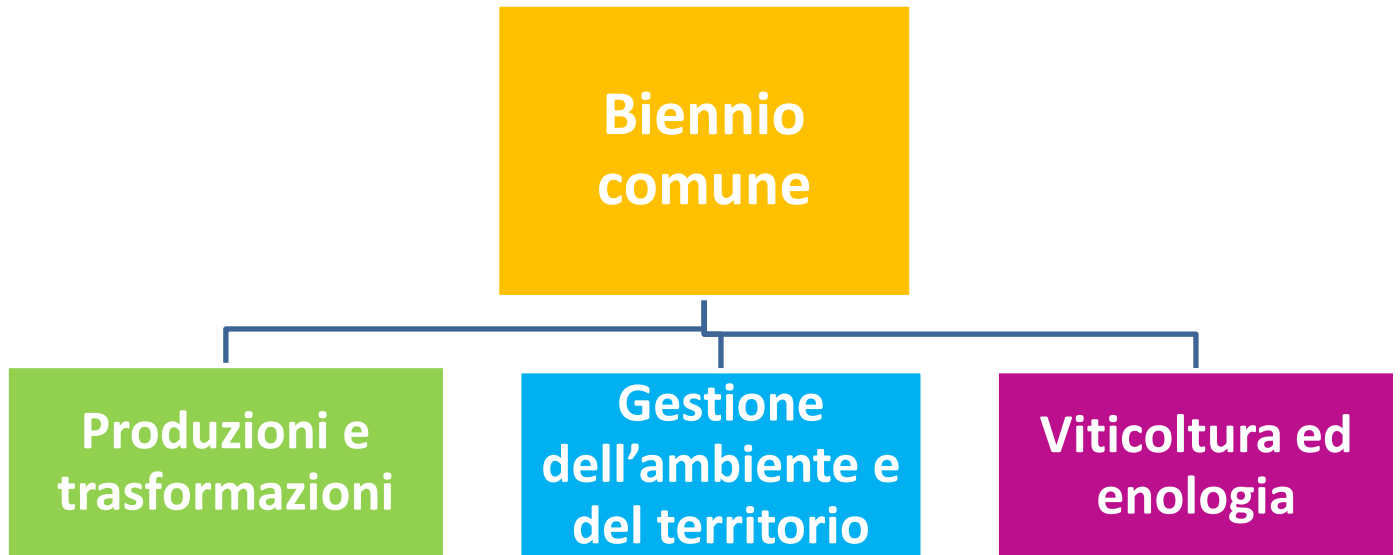 Biennio
comune
Produzioni e
trasformazioni
Gestione
dell’ambiente e
del territorio
Viticoltura ed
enologia